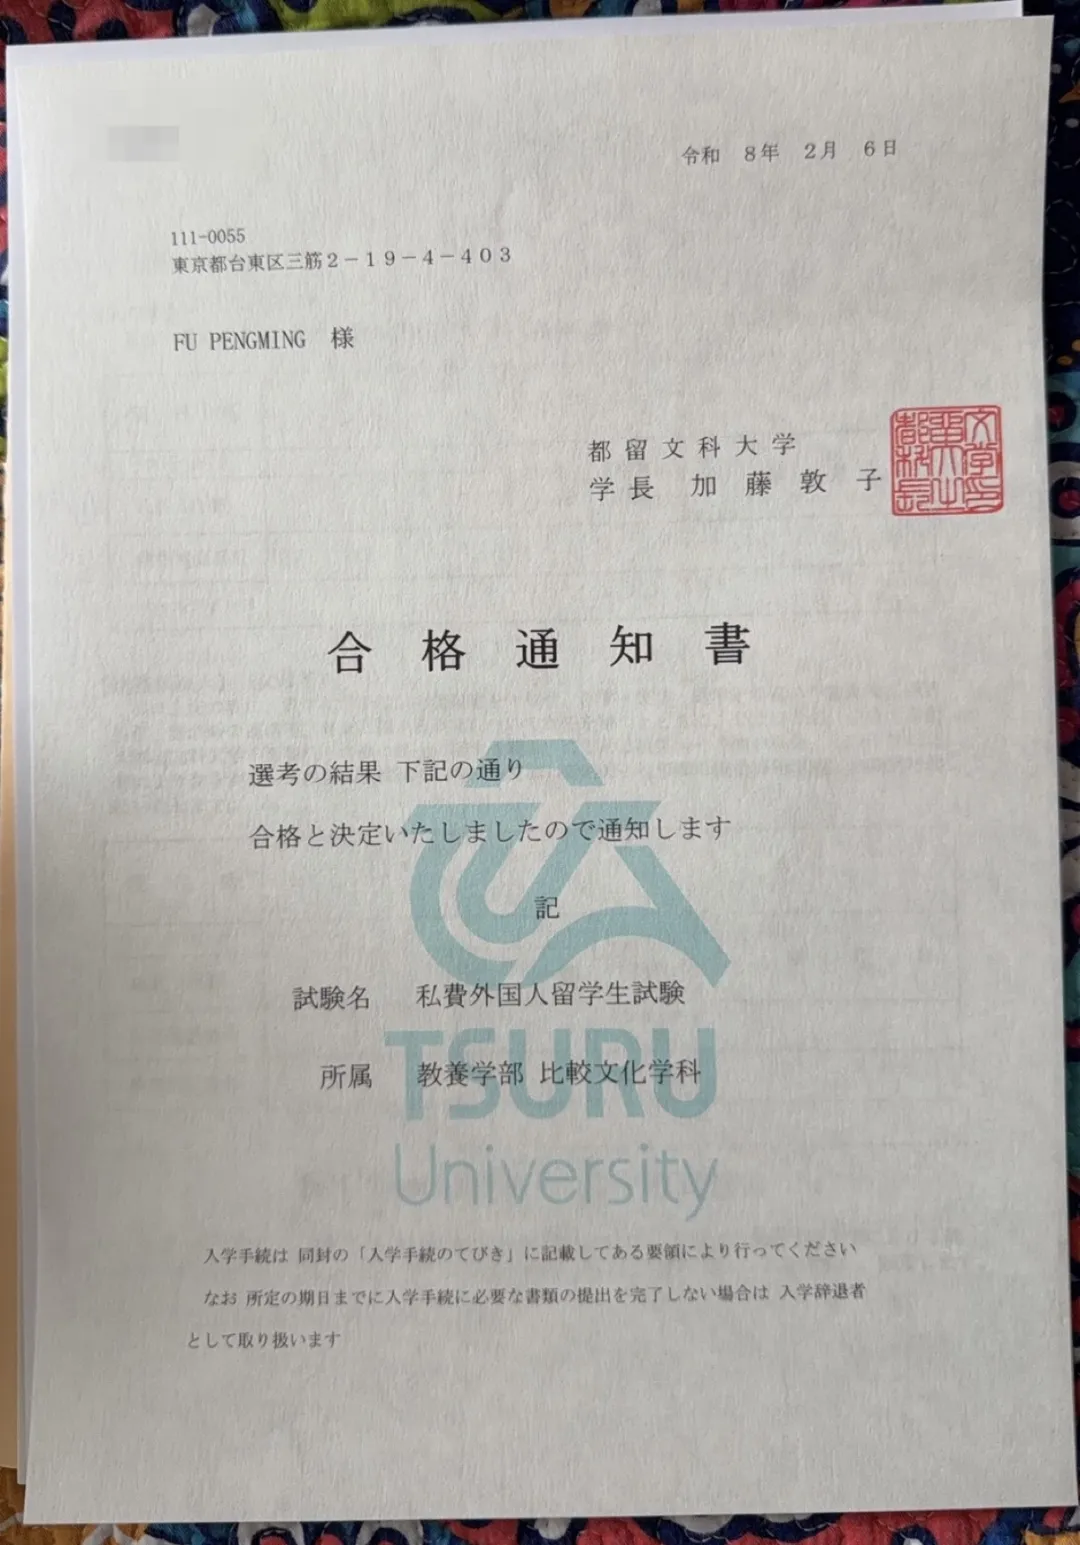 令和 8年 2月 6日
111-0055
東京都台東区三筋2－19－4－403
FU PENGMING 様
都留文科大学
学長 加藤敦子
合格通知書
選考の結果 下記の通り
合格と決定いたしましたので通知します
記
試験名 私費外国人留学生試験
所属 教養学部 比較文化学科
TSURU
University
入学手続は 同封の「入学手続のてびき」に記載してある要領により行ってください
なお 所定の期日までに入学手続に必要な書類の提出を完了しない場合は 入学辞退者
として取り扱います